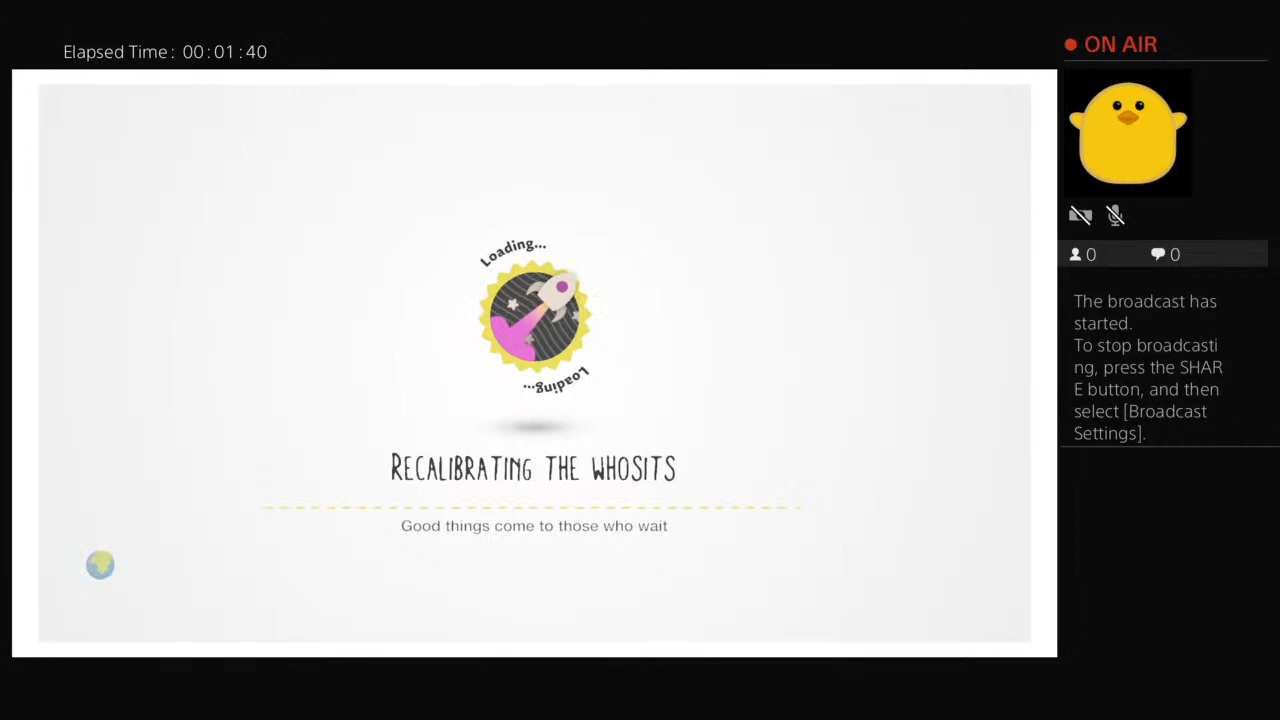 Elapsed Time: 00:01:40
ON AIR
0 0
The broadcast has
started.
To stop broadcasti
ng, press the SHAR
E button, and then
select [Broadcast
Settings].
Loading...
Loading...
RECALIBRATING THE WHOSITS
Good things come to those who wait